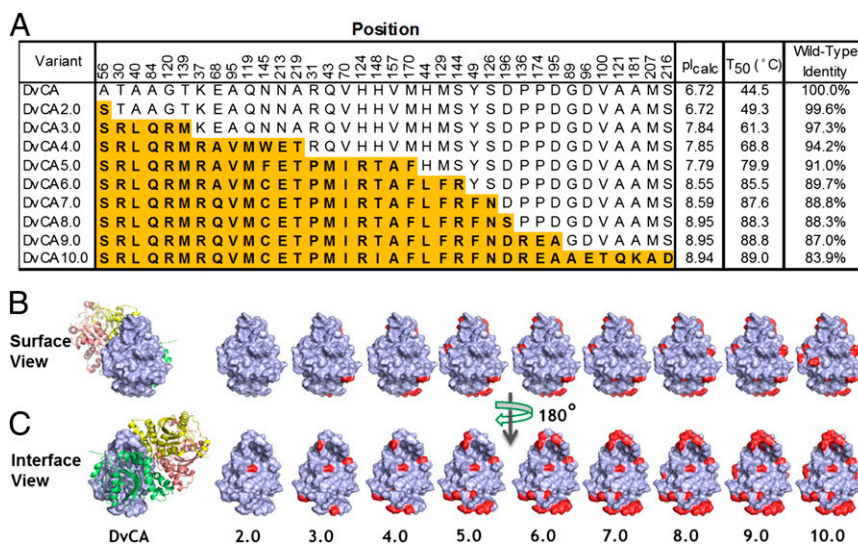 A
Position
Variant 56 30 40 84 120 139 37 68 95 119 145 213 219 31 43 70 124 148 157 170 44 128 144 49 126 196 136 174 195 89 96 100 121 181 207 216 pIcalc T50 (°C) Wild-Type Identity
DvCA A T A A G T K E A Q N N A R Q V H H V M H M S Y S D P P D G D V A A M S 6.72 44.5 100.0%
DvCA2.0 S T A A G T K E A Q N N A R Q V H H V M H M S Y S D P P D G D V A A M S 6.72 49.3 99.6%
DvCA3.0 S R L Q R M K E A Q N N A R Q V H H V M H M S Y S D P P D G D V A A M S 7.84 61.3 97.3%
DvCA4.0 S R L Q R M R A V M W E T R Q V H H V M H M S Y S D P P D G D V A A M S 7.85 68.8 94.2%
DvCA5.0 S R L Q R M R A V M F E T P M I R T A F H M S Y S D P P D G D V A A M S 7.79 79.9 91.0%
DvCA6.0 S R L Q R M R A V M C E T P M I R T A F L F R Y S D P P D G D V A A M S 8.55 85.5 89.7%
DvCA7.0 S R L Q R M R Q V M C E T P M I R T A F L F R F N D P P D G D V A A M S 8.59 87.6 88.8%
DvCA8.0 S R L Q R M R Q V M C E T P M I R T A F L F R F N S P P D G D V A A M S 8.95 88.3 88.3%
DvCA9.0 S R L Q R M R Q V M C E T P M I R I A F L F R F N D R E A G D V A A M S 8.95 88.8 87.0%
DvCA10.0 S R L Q R M R Q V M C E T P M I R T A F L F R F N D R E A A E T Q K A D 8.94 89.0 83.9%
B
Surface
View
180°
C
Interface
View
DvCA 2.0 3.0 4.0 5.0 6.0 7.0 8.0 9.0 10.0